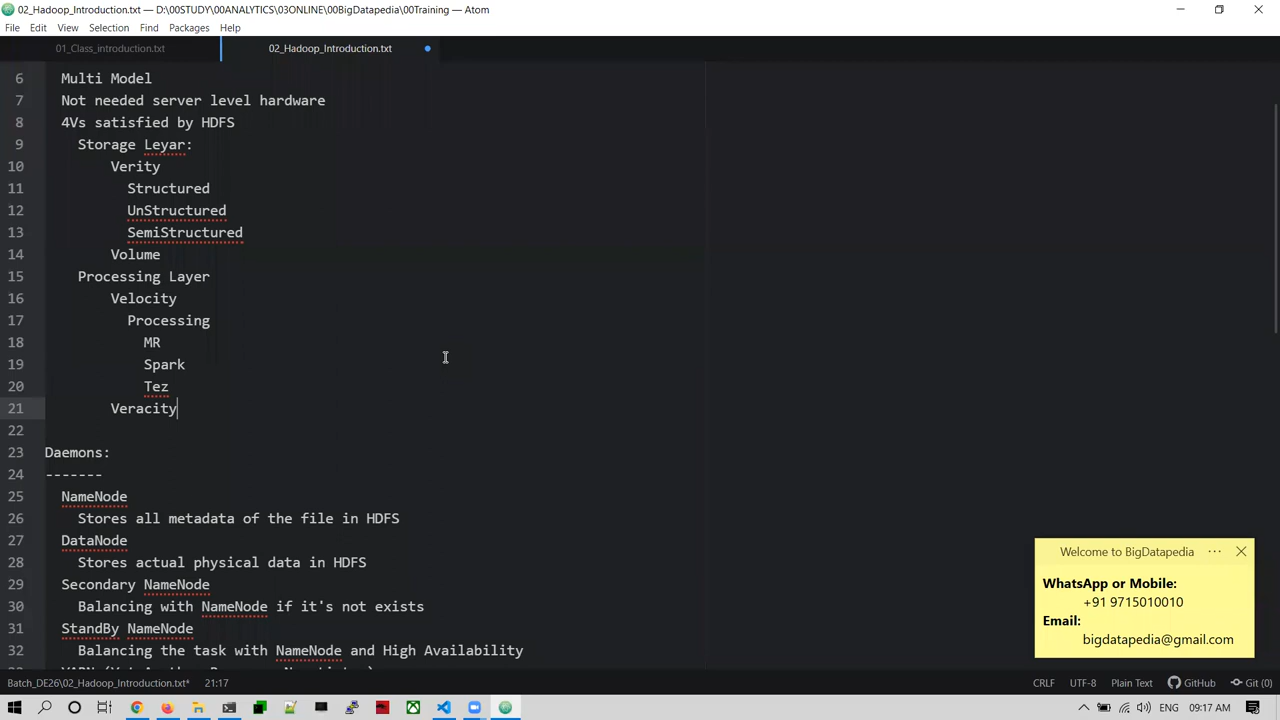 02_Hadoop_Introduction.txt — D:\00STUDY\00ANALYTICS\03ONLINE\00BigDatapedia\00Training — Atom
File Edit View Selection Find Packages Help
01_Class_introduction.txt 02_Hadoop_Introduction.txt
6 Multi Model
7 Not needed server level hardware
8 4Vs satisfied by HDFS
9 Storage Leyar:
10 Verity
11 Structured
12 UnStructured
13 SemiStructured
14 Volume
15 Processing Layer
16 Velocity
17 Processing
18 MR
19 Spark
20 Tez
21 Veracity
22
23 Daemons:
24 -------
25 NameNode
26 Stores all metadata of the file in HDFS
27 DataNode
28 Stores actual physical data in HDFS
29 Secondary NameNode
30 Balancing with NameNode if it's not exists
31 StandBy NameNode
32 Balancing the task with NameNode and High Availability
Welcome to BigDatapedia
WhatsApp or Mobile:
+91 9715010010
Email:
bigdatapedia@gmail.com
Batch_DE26\02_Hadoop_Introduction.txt* 21:17 CRLF UTF-8 Plain Text GitHub Git (0)
ENG 09:17 AM